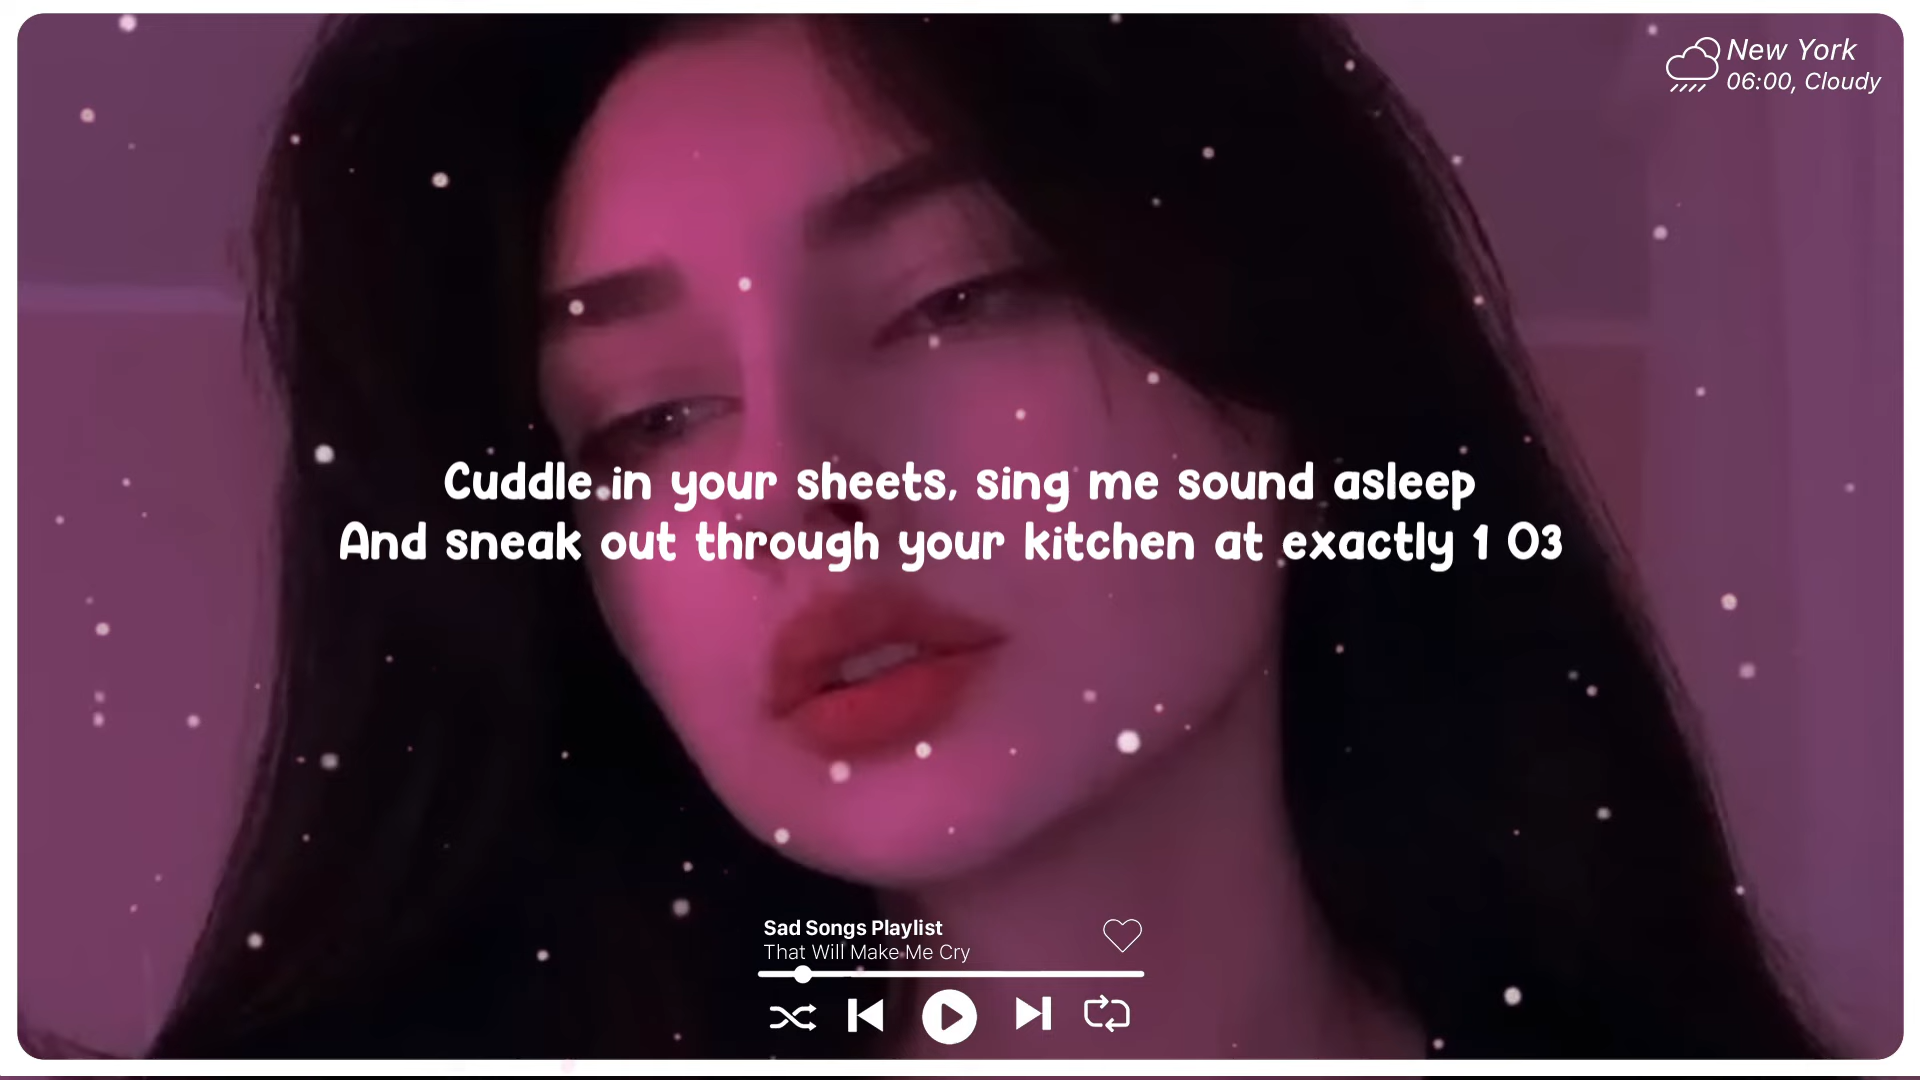 New York
06:00, Cloudy
Cuddle in your sheets, sing me sound asleep
And sneak out through your kitchen at exactly 1 03
Sad Songs Playlist
That Will Make Me Cry